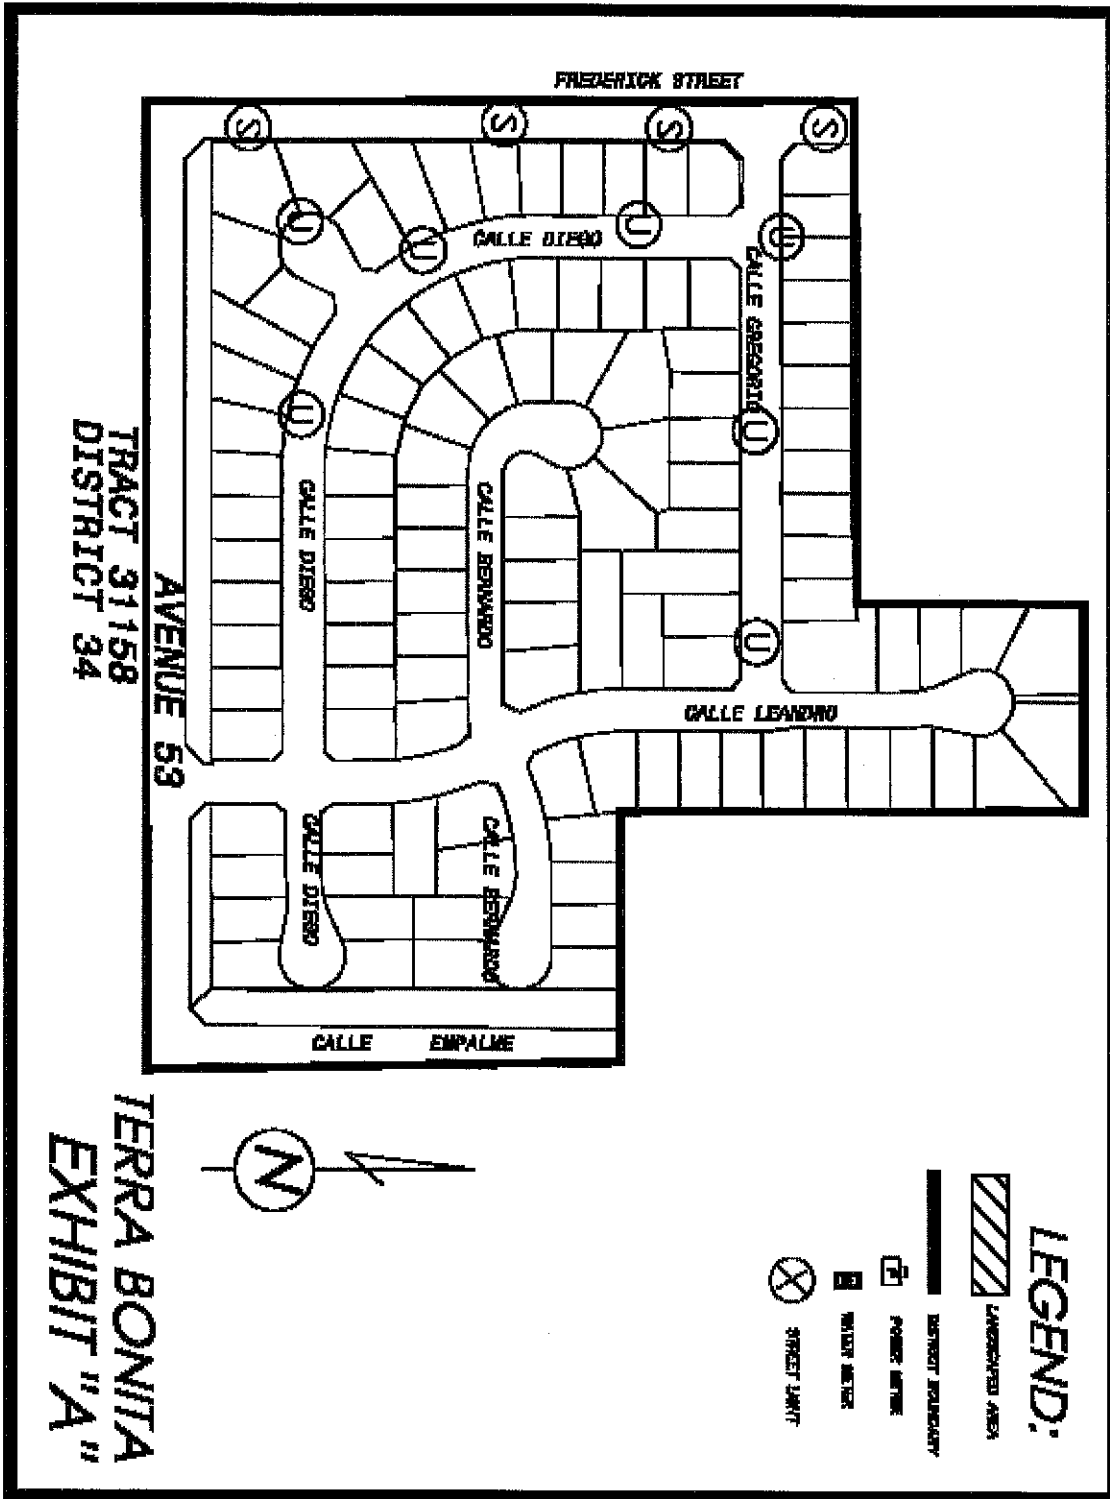 FREDERICK STREET
S
S
S
S
U
U
U
U
CALLE DIEGO
CALLE GREGORIO
U
U
U
CALLE DIEGO
CALLE BERNARDO
CALLE LEANDRO
CALLE DIEGO
CALLE BERNARDO
CALLE EMPALME
AVENUE 53
TRACT 31158
DISTRICT 34
N
LEGEND:
LANDSCAPED AREA
DISTRICT BOUNDARY
POWER METER
WATER METER
STREET LIGHT
TERRA BONITA
EXHIBIT "A"